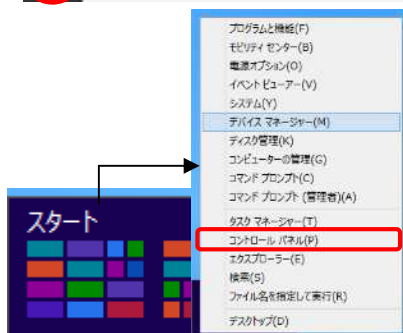 プログラムと機能(F)
モビリティ センター(B)
電源オプション(O)
イベント ビューアー(V)
システム(Y)
デバイス マネージャー(M)
ディスク管理(K)
コンピューターの管理(G)
コマンド プロンプト(C)
コマンド プロンプト (管理者)(A)
タスク マネージャー(T)
コントロール パネル(P)
エクスプローラー(E)
検索(S)
ファイル名を指定して実行(R)
デスクトップ(D)
スタート